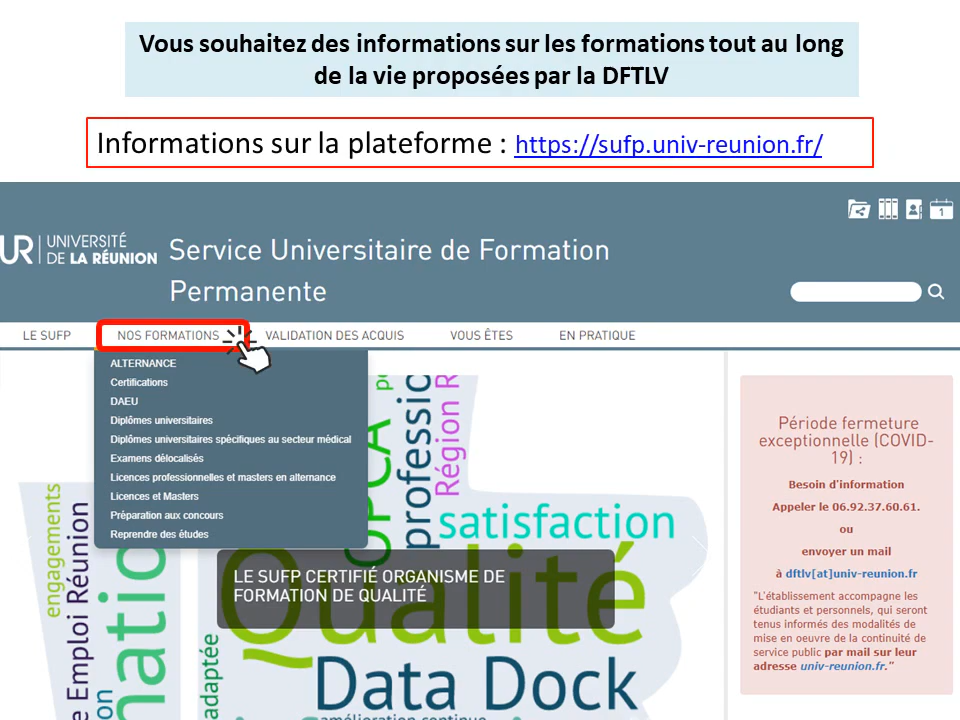 Vous souhaitez des informations sur les formations tout au long
de la vie proposées par la DFTLV
Informations sur la plateforme : https://sufp.univ-reunion.fr/
1
UR UNIVERSITÉ
DE LA RÉUNION
Service Universitaire de Formation
Permanente
LE SUFP NOS FORMATIONS VALIDATION DES ACQUIS VOUS ÊTES EN PRATIQUE
ALTERNANCE
Certifications
DAEU
Diplômes universitaires
Diplômes universitaires spécifiques au secteur médical
Examens délocalisés
Licences professionnelles et masters en alternance
Licences et Masters
Préparation aux concours
Reprendre des études
engagements
Emploi Réunion
adaptée
OPCA
professio
Région R
satisfaction
Qualité
Data Dock
amélioration continue
LE SUFP CERTIFIÉ ORGANISME DE
FORMATION DE QUALITÉ
Période fermeture
exceptionnelle (COVID-
19) :
Besoin d'information
Appeler le 06.92.37.60.61.
ou
envoyer un mail
à dftlv[at]univ-reunion.fr
"L'établissement accompagne les
étudiants et personnels, qui seront
tenus informés des modalités de
mise en oeuvre de la continuité de
service public par mail sur leur
adresse univ-reunion.fr."